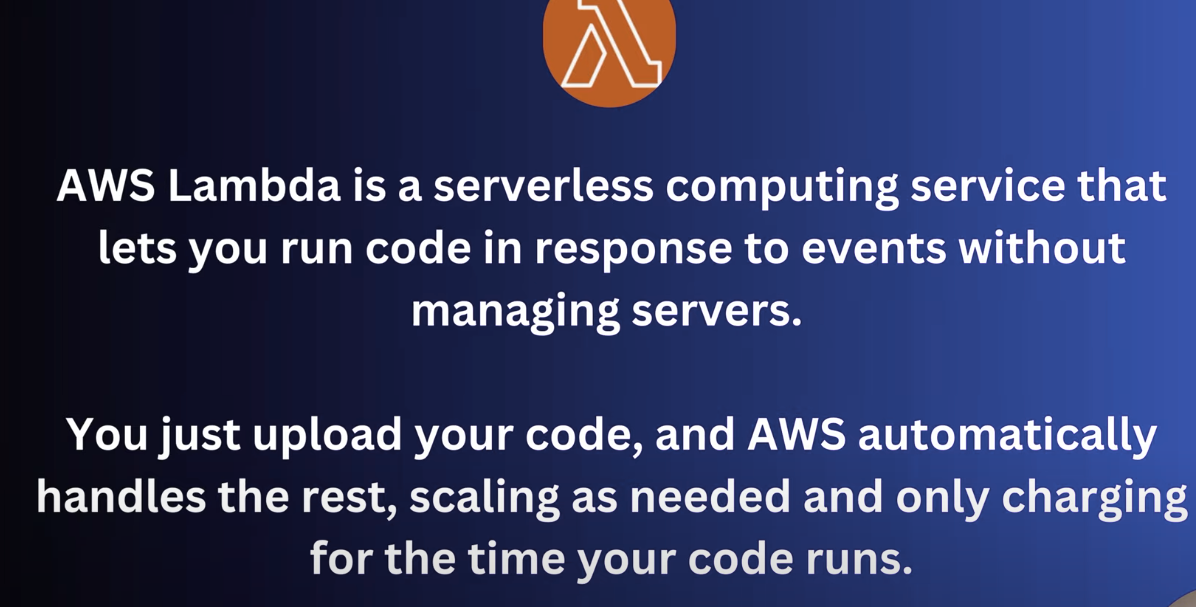 AWS Lambda is a serverless computing service that
lets you run code in response to events without
managing servers.
You just upload your code, and AWS automatically
handles the rest, scaling as needed and only charging
for the time your code runs.